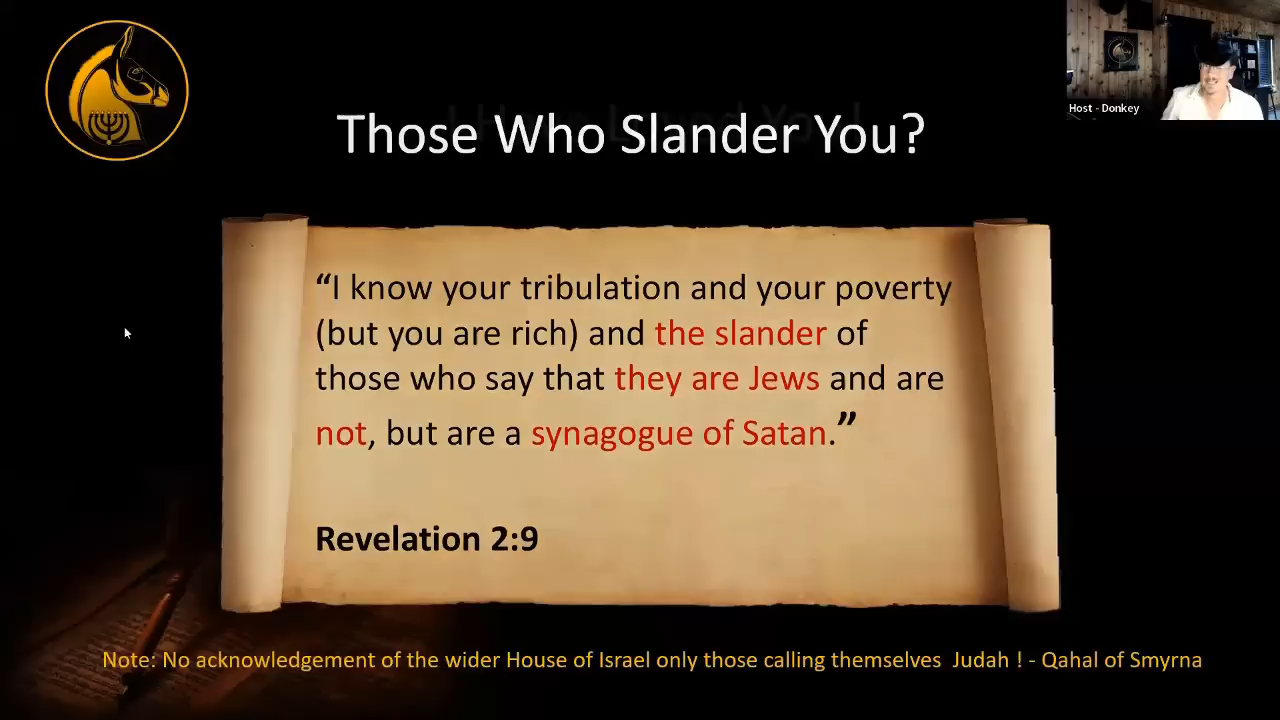 Host - Donkey
Those Who Slander You?
“I know your tribulation and your poverty
(but you are rich) and the slander of
those who say that they are Jews and are
not, but are a synagogue of Satan.”
Revelation 2:9
Note: No acknowledgement of the wider House of Israel only those calling themselves Judah ! - Qahal of Smyrna